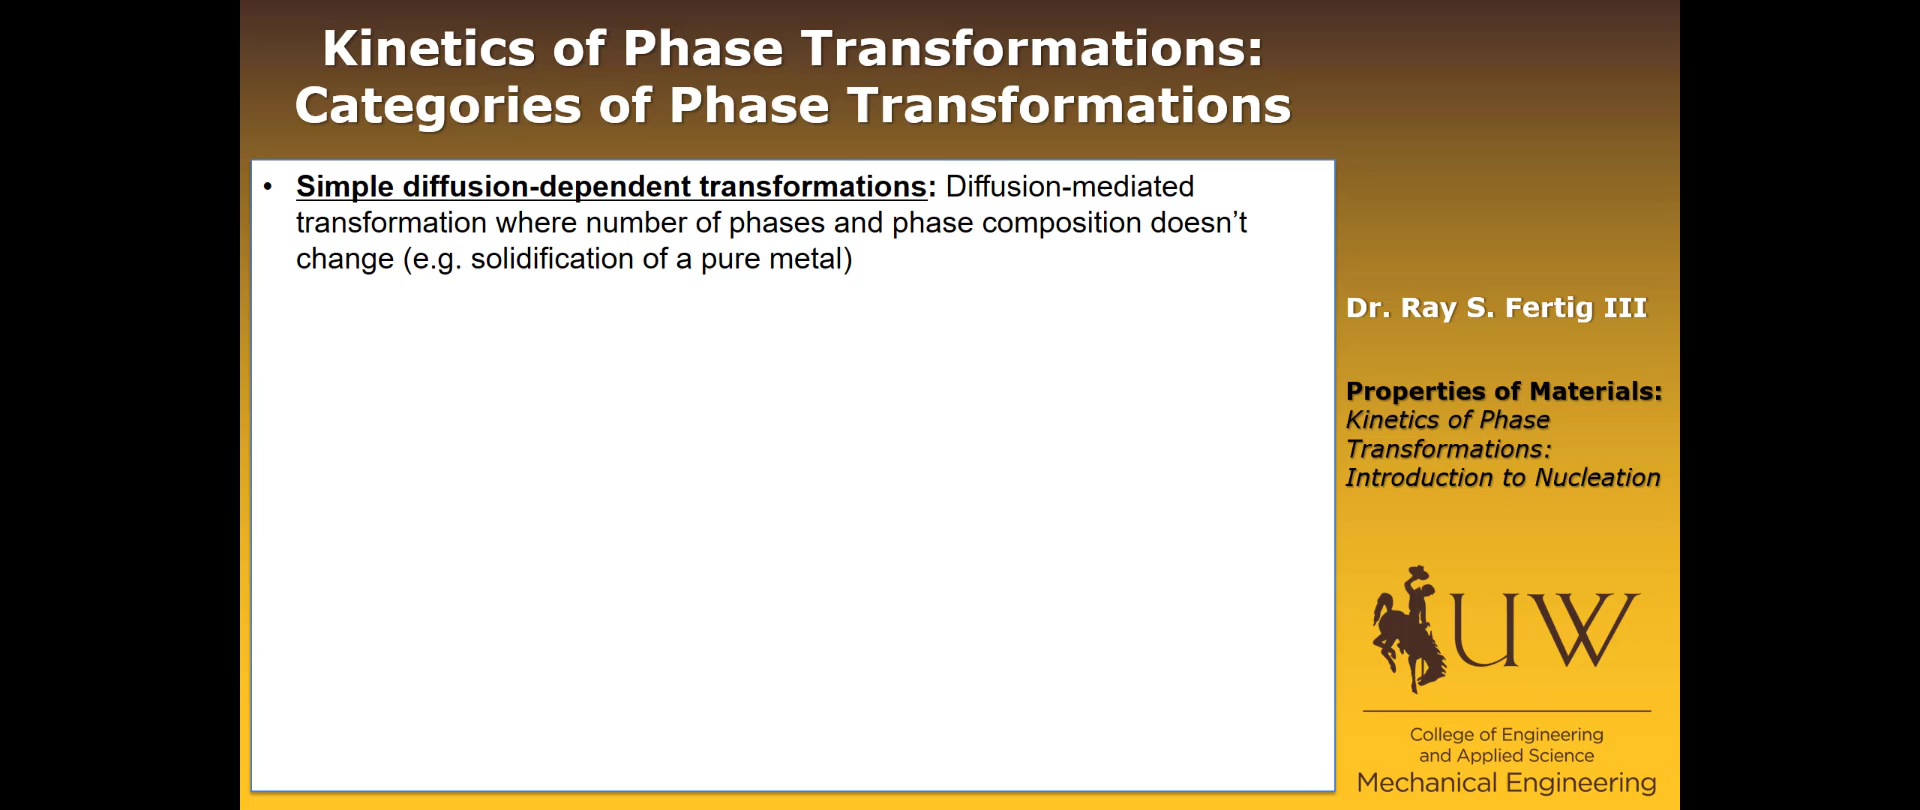 Kinetics of Phase Transformations:
Categories of Phase Transformations
• Simple diffusion-dependent transformations: Diffusion-mediated
transformation where number of phases and phase composition doesn’t
change (e.g. solidification of a pure metal)
Dr. Ray S. Fertig III
Properties of Materials:
Kinetics of Phase
Transformations:
Introduction to Nucleation
UW
College of Engineering
and Applied Science
Mechanical Engineering